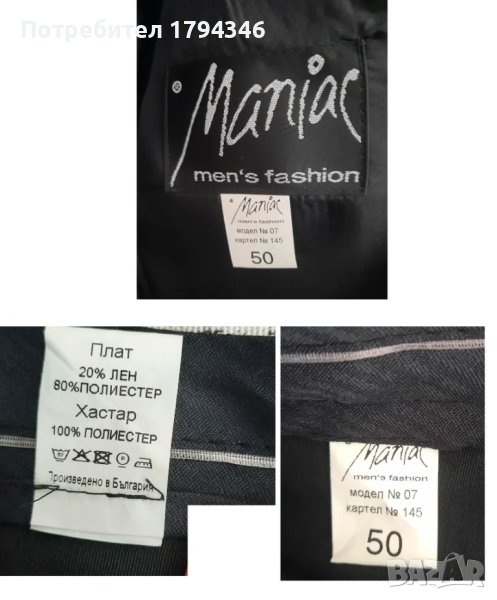 Потребител 1794346
Maniac
men's fashion
Maniac
men's fashion
модел № 07
картел № 145
50
Плат
20% ЛЕН
80%ПОЛИЕСТЕР
Хастар
100% ПОЛИЕСТЕР
Произведено в България
Maniac
men's fashion
модел № 07
картел № 145
50
BAZAR